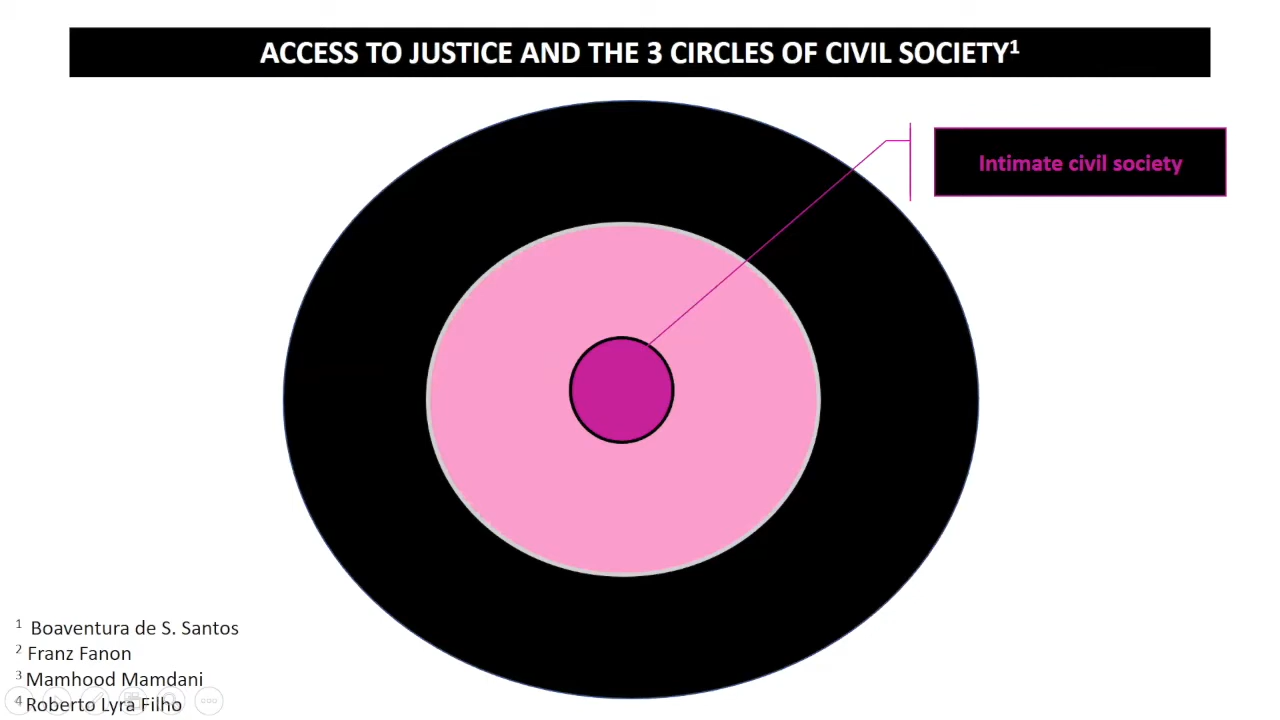 ACCESS TO JUSTICE AND THE 3 CIRCLES OF CIVIL SOCIETY¹
Intimate civil society
¹ Boaventura de S. Santos
² Franz Fanon
³ Mamhood Mamdani
⁴ Roberto Lyra Filho